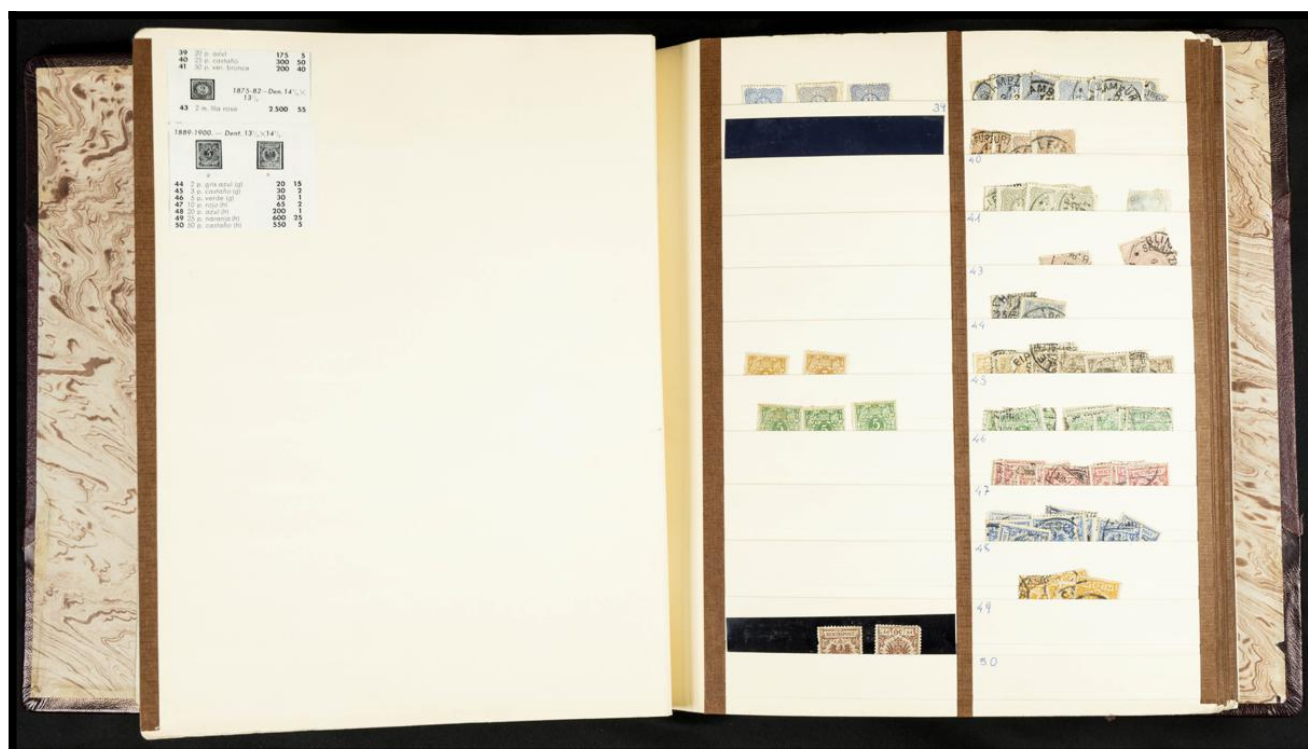 39 20 p. azul 175 5
40 25 p. castaño 300 50
41 50 p. ver. bronce 200 40
1875-82.—Den. 14½×
13½
43 2 m. lila rosa 2 500 55
1889-1900. — Dent. 13½×14½.
g h
44 2 p. gris azul (g) 20 15
45 3 p. castaño (g) 30 2
46 5 p. verde (g) 30 1
47 10 p. rojo (h) 65 2
48 20 p. azul (h) 200 1
49 25 p. naranja (h) 600 25
50 50 p. castaño (h) 550 5
39
40
41
43
44
45
46
47
48
49
50
5
REICHSPOST